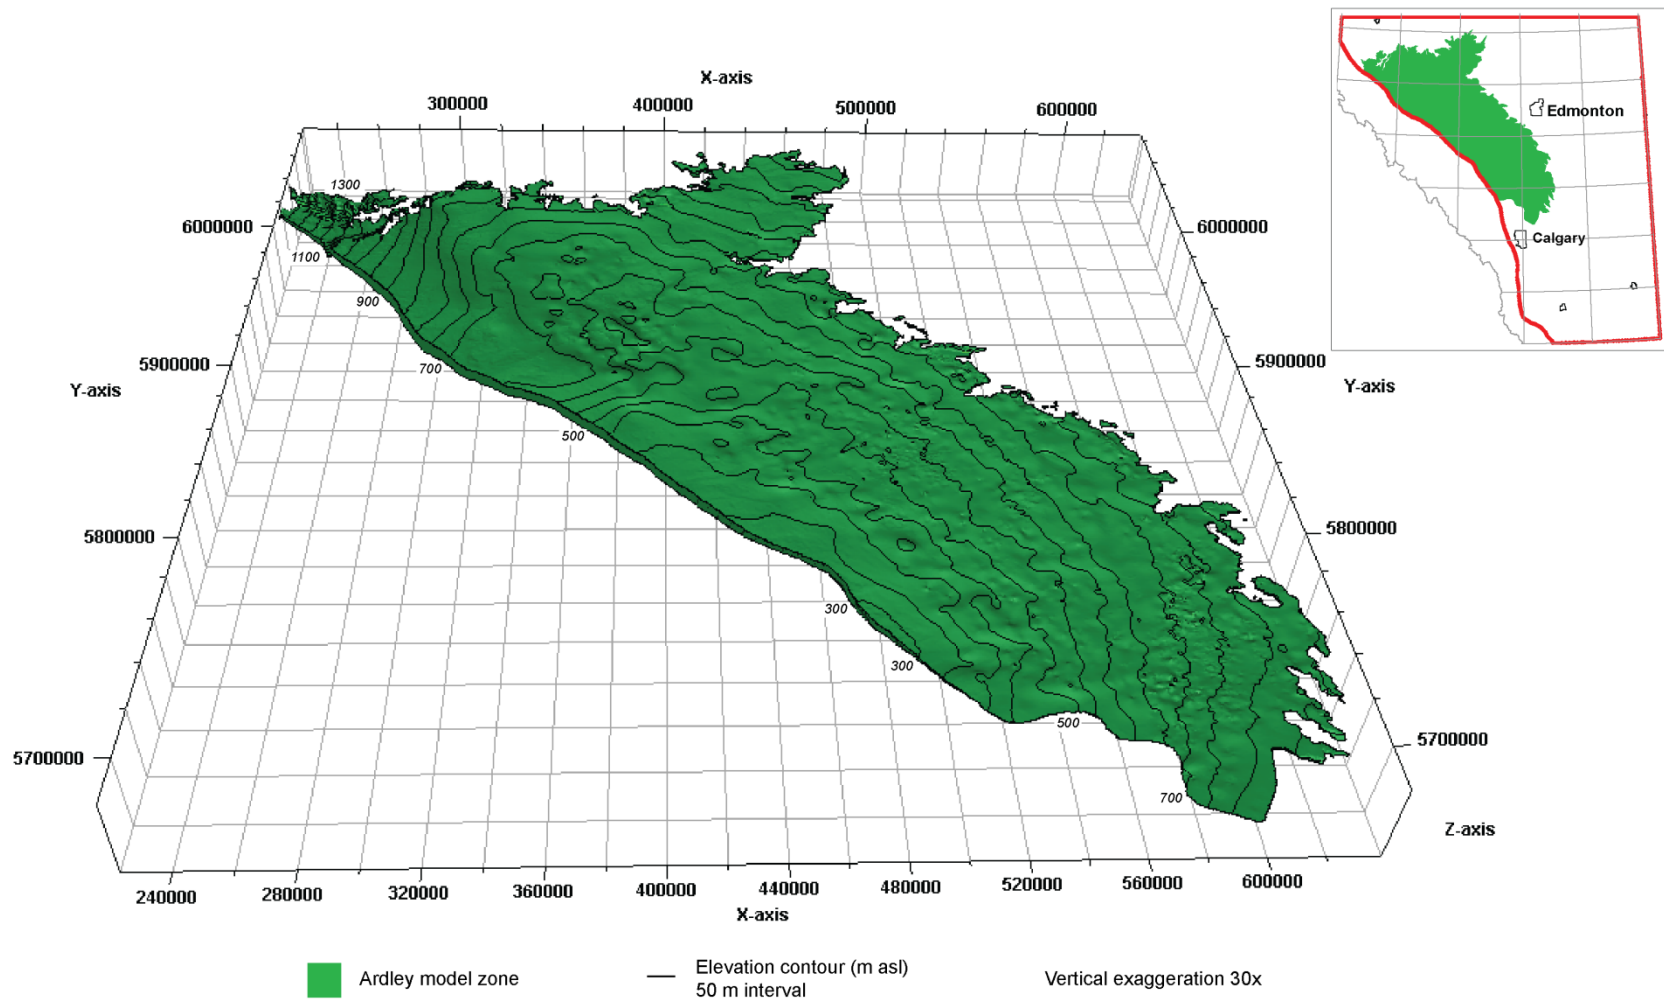 X-axis
300000
400000
500000
600000
Edmonton
Calgary
1300
6000000
6000000
1100
900
5900000
5900000
700
Y-axis
Y-axis
500
5800000
5800000
300
300
500
5700000
5700000
700
Z-axis
240000
280000
320000
360000
400000
440000
480000
520000
560000
600000
X-axis
Ardley model zone
Elevation contour (m asl)
50 m interval
Vertical exaggeration 30x